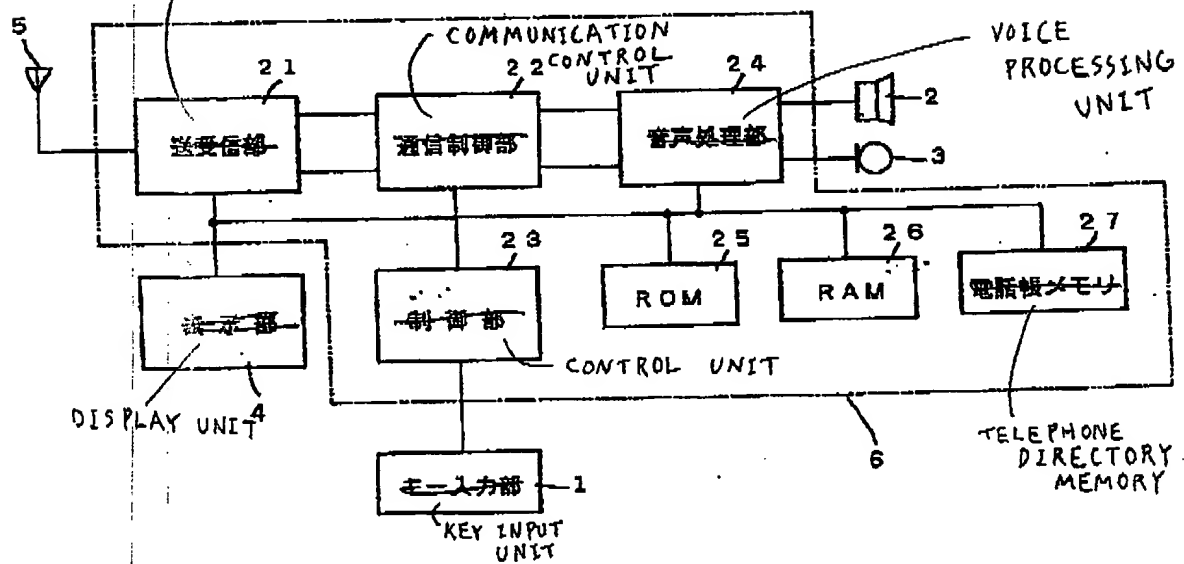 5
COMMUNICATION
CONTROL
UNIT
VOICE
PROCESSING
UNIT
21
22
24
2
送受信部
通信制御部
音声処理部
3
23
25
26
27
表示部
制御部
ROM
RAM
電話帳メモリ
CONTROL UNIT
DISPLAY UNIT
4
6
TELEPHONE
DIRECTORY
MEMORY
キー入力部
1
KEY INPUT
UNIT